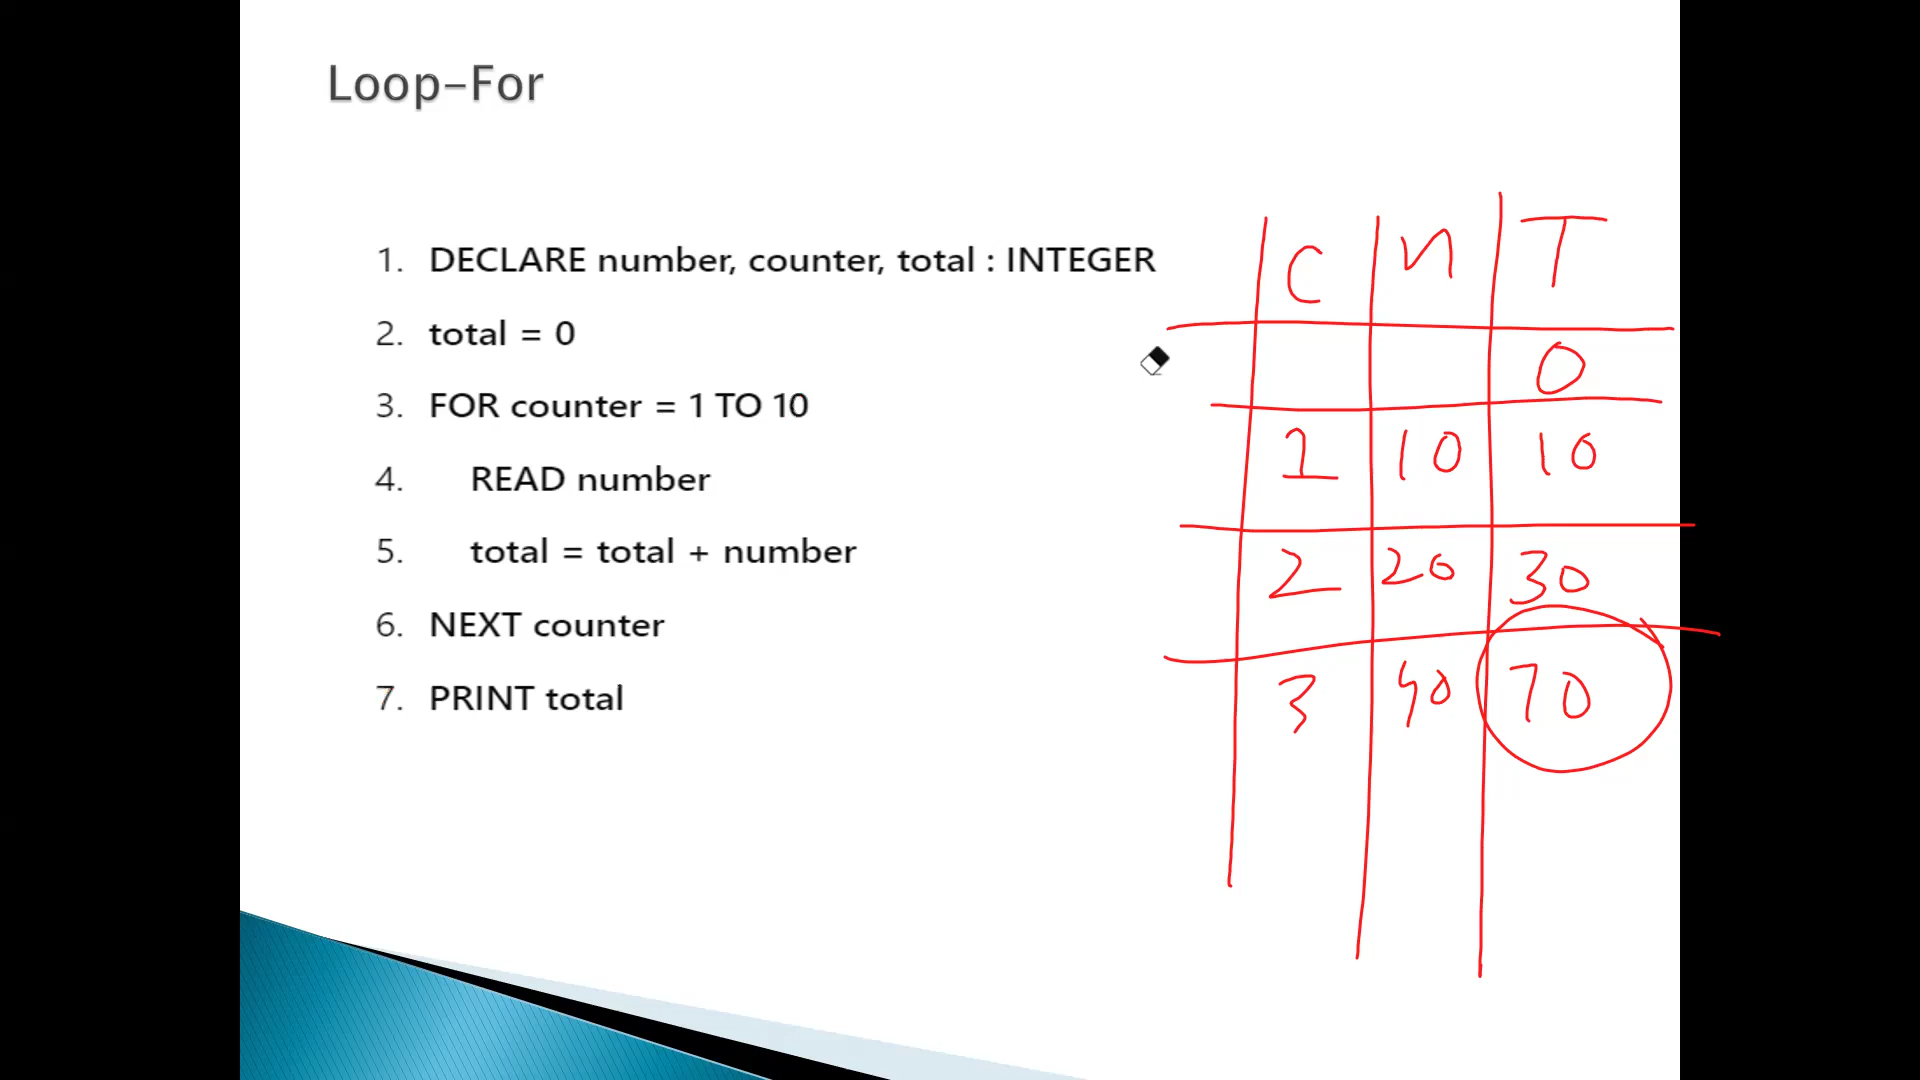 Loop-For
1. DECLARE number, counter, total : INTEGER
2. total = 0
3. FOR counter = 1 TO 10
4. READ number
5. total = total + number
6. NEXT counter
7. PRINT total
C n T
0
1 10 10
2 20 30
3 40 70